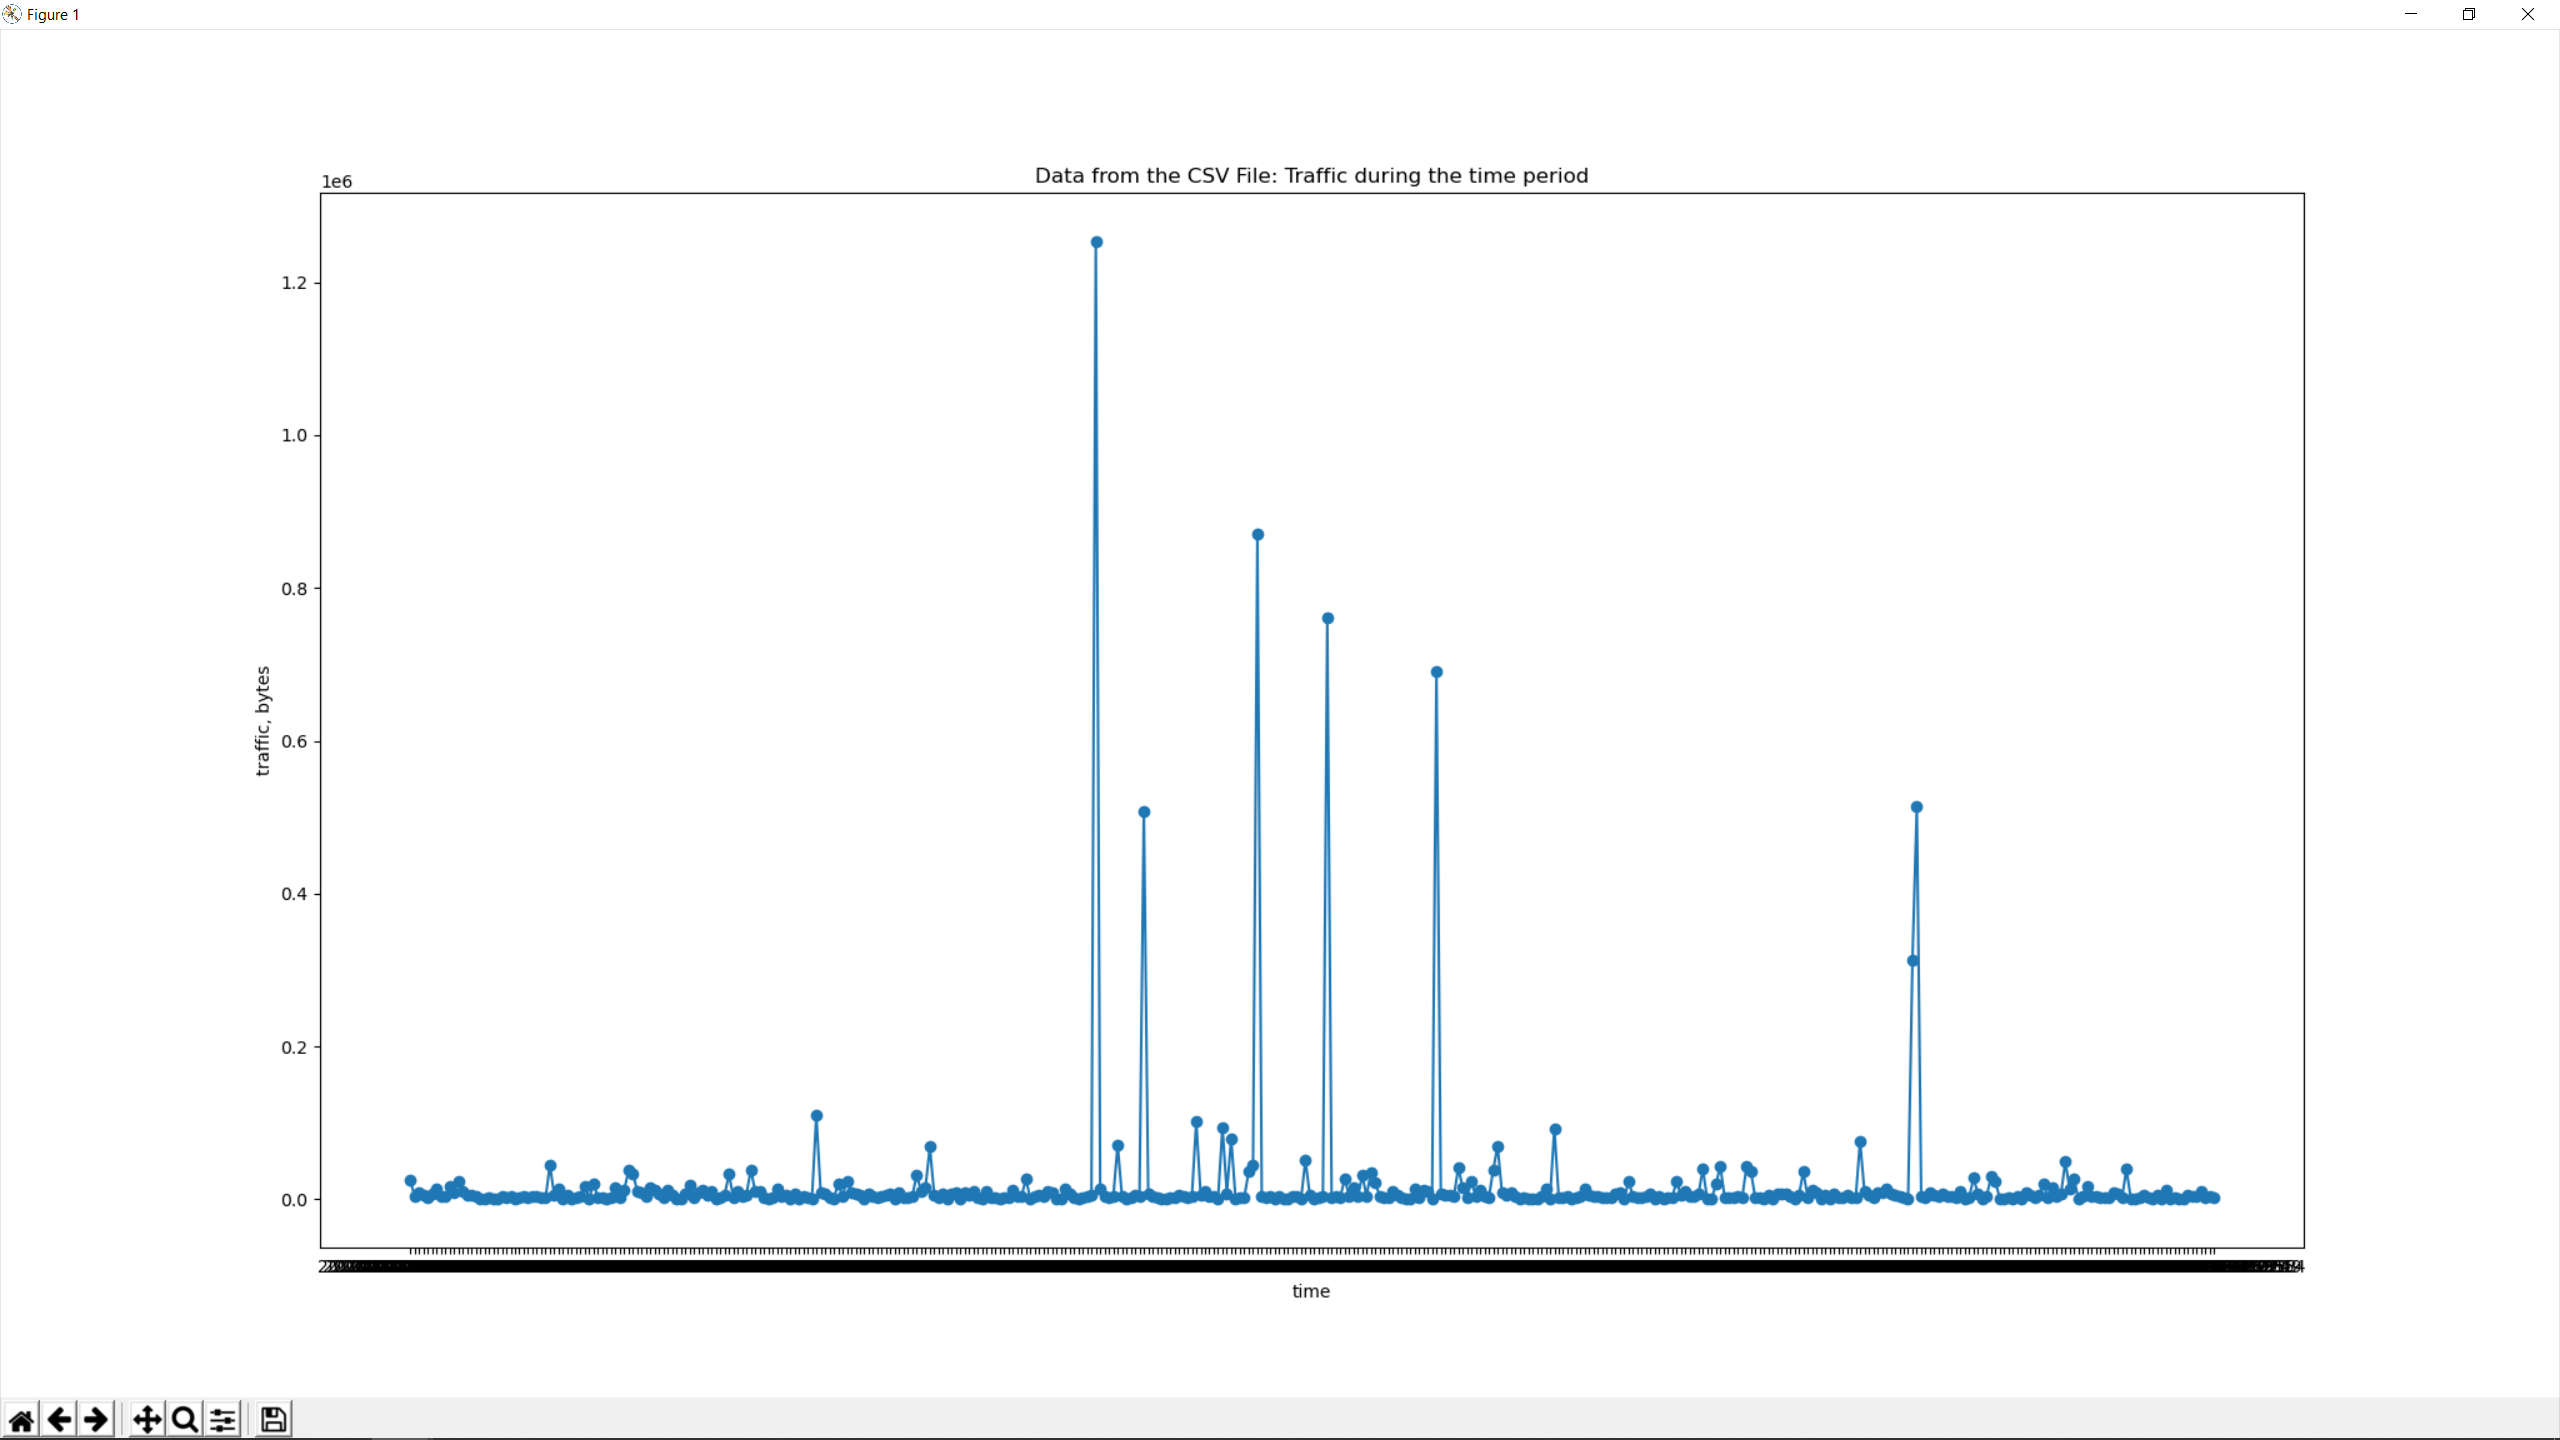 Figure 1
Data from the CSV File: Traffic during the time period
1e6
1.2
1.0
0.8
0.6
0.4
0.2
0.0
traffic, bytes
time